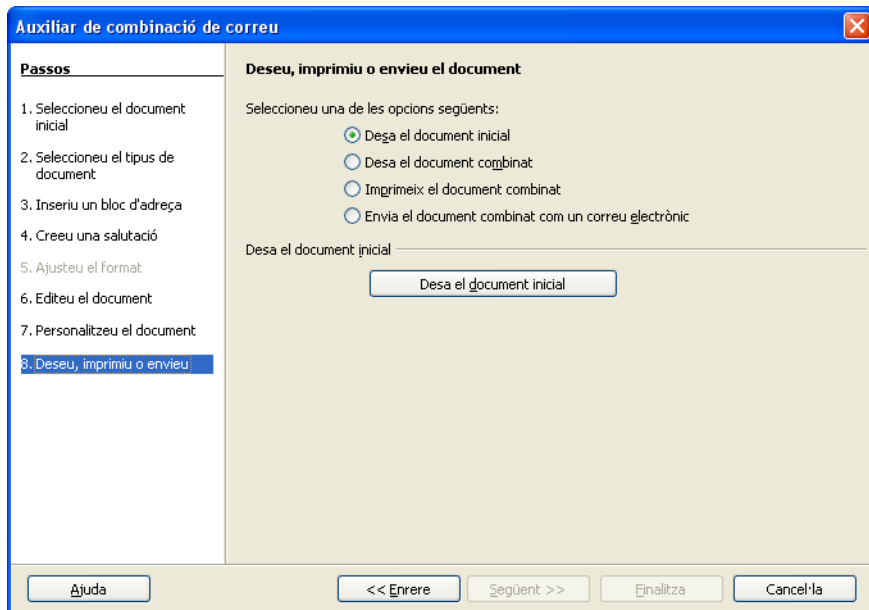 Auxiliar de combinació de correu
Passos
1. Seleccioneu el document
inicial
2. Seleccioneu el tipus de
document
3. Inseriu un bloc d'adreça
4. Creeu una salutació
5. Ajusteu el format
6. Editeu el document
7. Personalitzeu el document
8. Deseu, imprimiu o envieu
Deseu, imprimiu o envieu el document
Seleccioneu una de les opcions següents:
Desa el document inicial
Desa el document combinat
Imprimeix el document combinat
Envia el document combinat com un correu electrònic
Desa el document inicial
Desa el document inicial
Ajuda
<< Enrere
Següent >>
Finalitza
Cancel·la